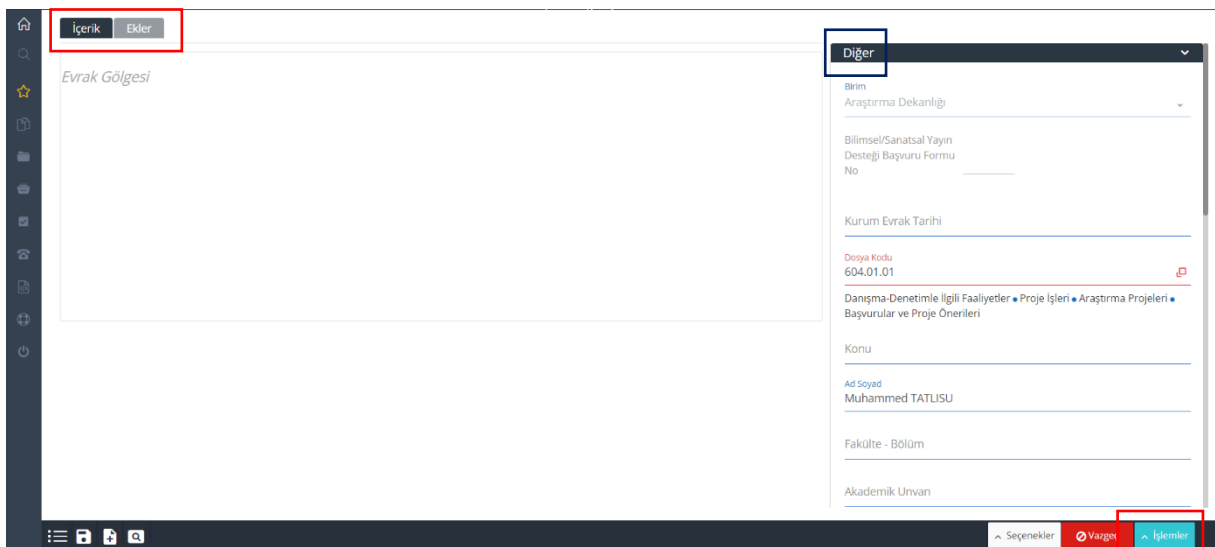 İçerik Ekler
Evrak Gölgesi
Diğer
Birim
Araştırma Dekanlığı
Bilimsel/Sanatsal Yayın
Desteği Başvuru Formu
No
Kurum Evrak Tarihi
Dosya Kodu
604.01.01
Danışma-Denetimle İlgili Faaliyetler • Proje İşleri • Araştırma Projeleri •
Başvurular ve Proje Önerileri
Konu
Ad Soyad
Muhammed TATLISU
Fakülte - Bölüm
Akademik Unvan
Seçenekler Vazgeç İşlemler